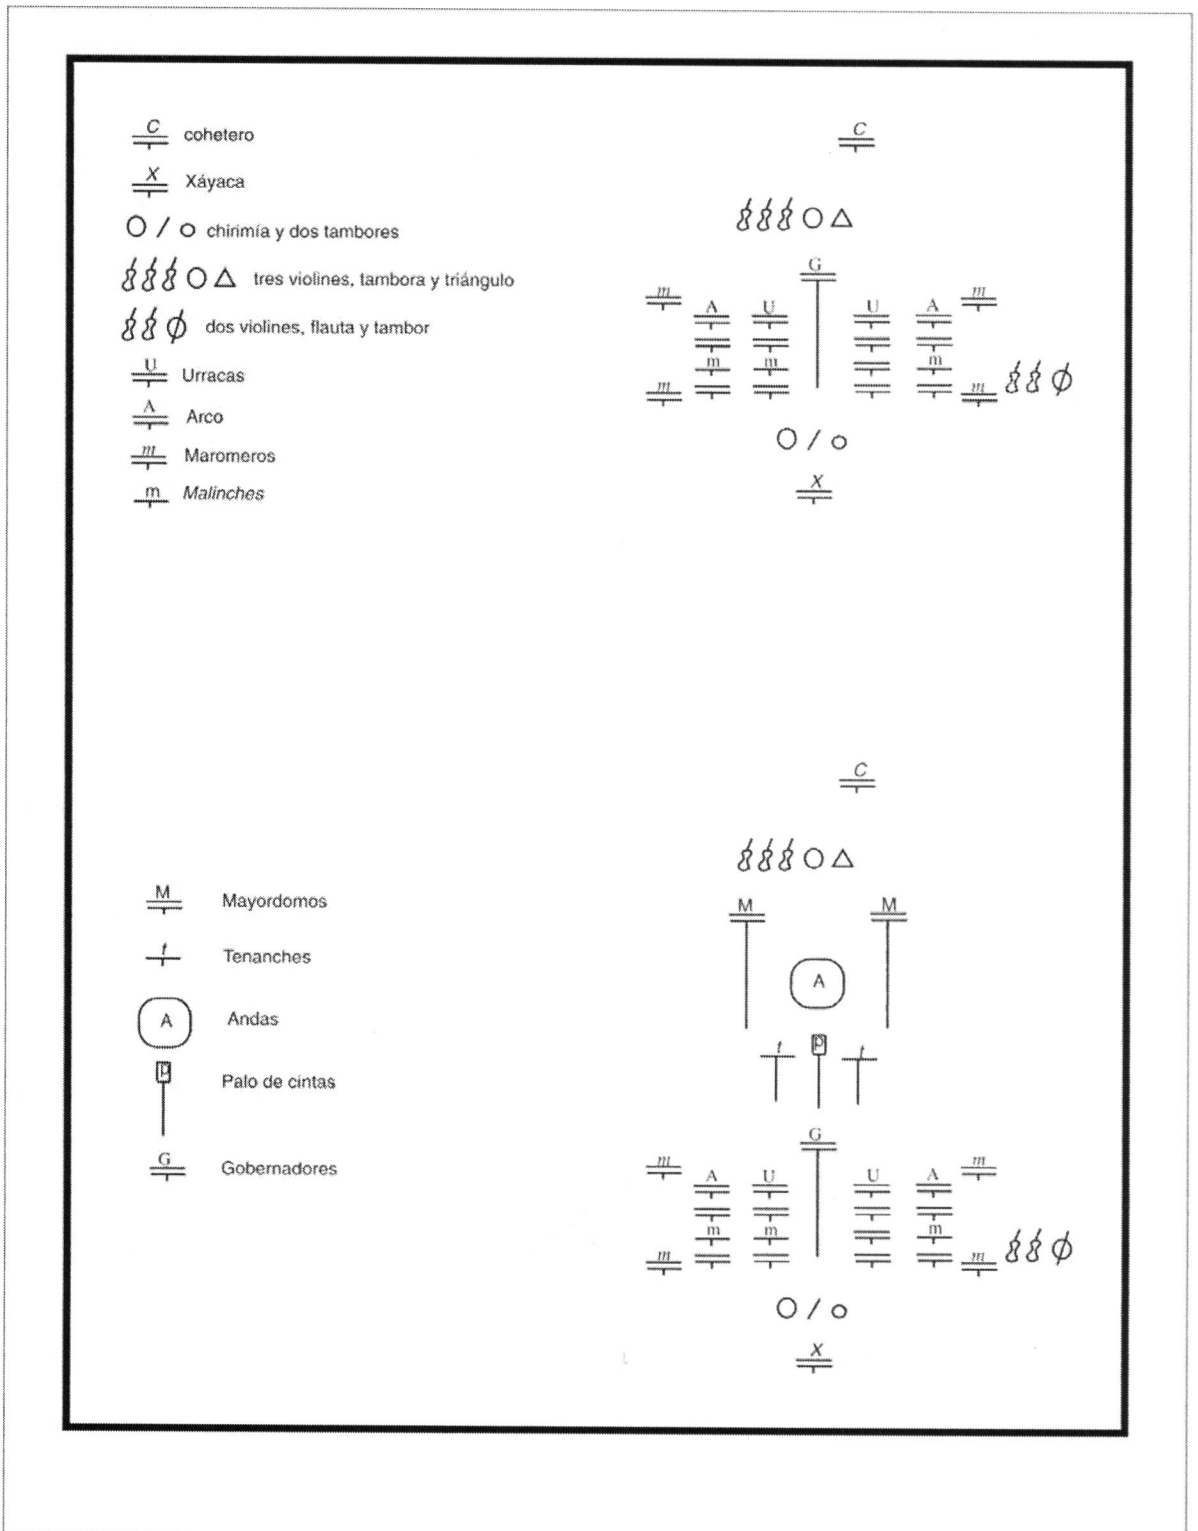 C cohetero
X Xáyaca
O / o chirimía y dos tambores
tres violines, tambora y triángulo
dos violines, flauta y tambor
U Urracas
A Arco
m Maromeros
m Malinches
C
G
m A U U A m
m m m
m m
O / o
X
C
M Mayordomos
t Tenanches
A Andas
P Palo de cintas
G Gobernadores
M M
A
t P t
G
m A U U A m
m m m
m m
O / o
X